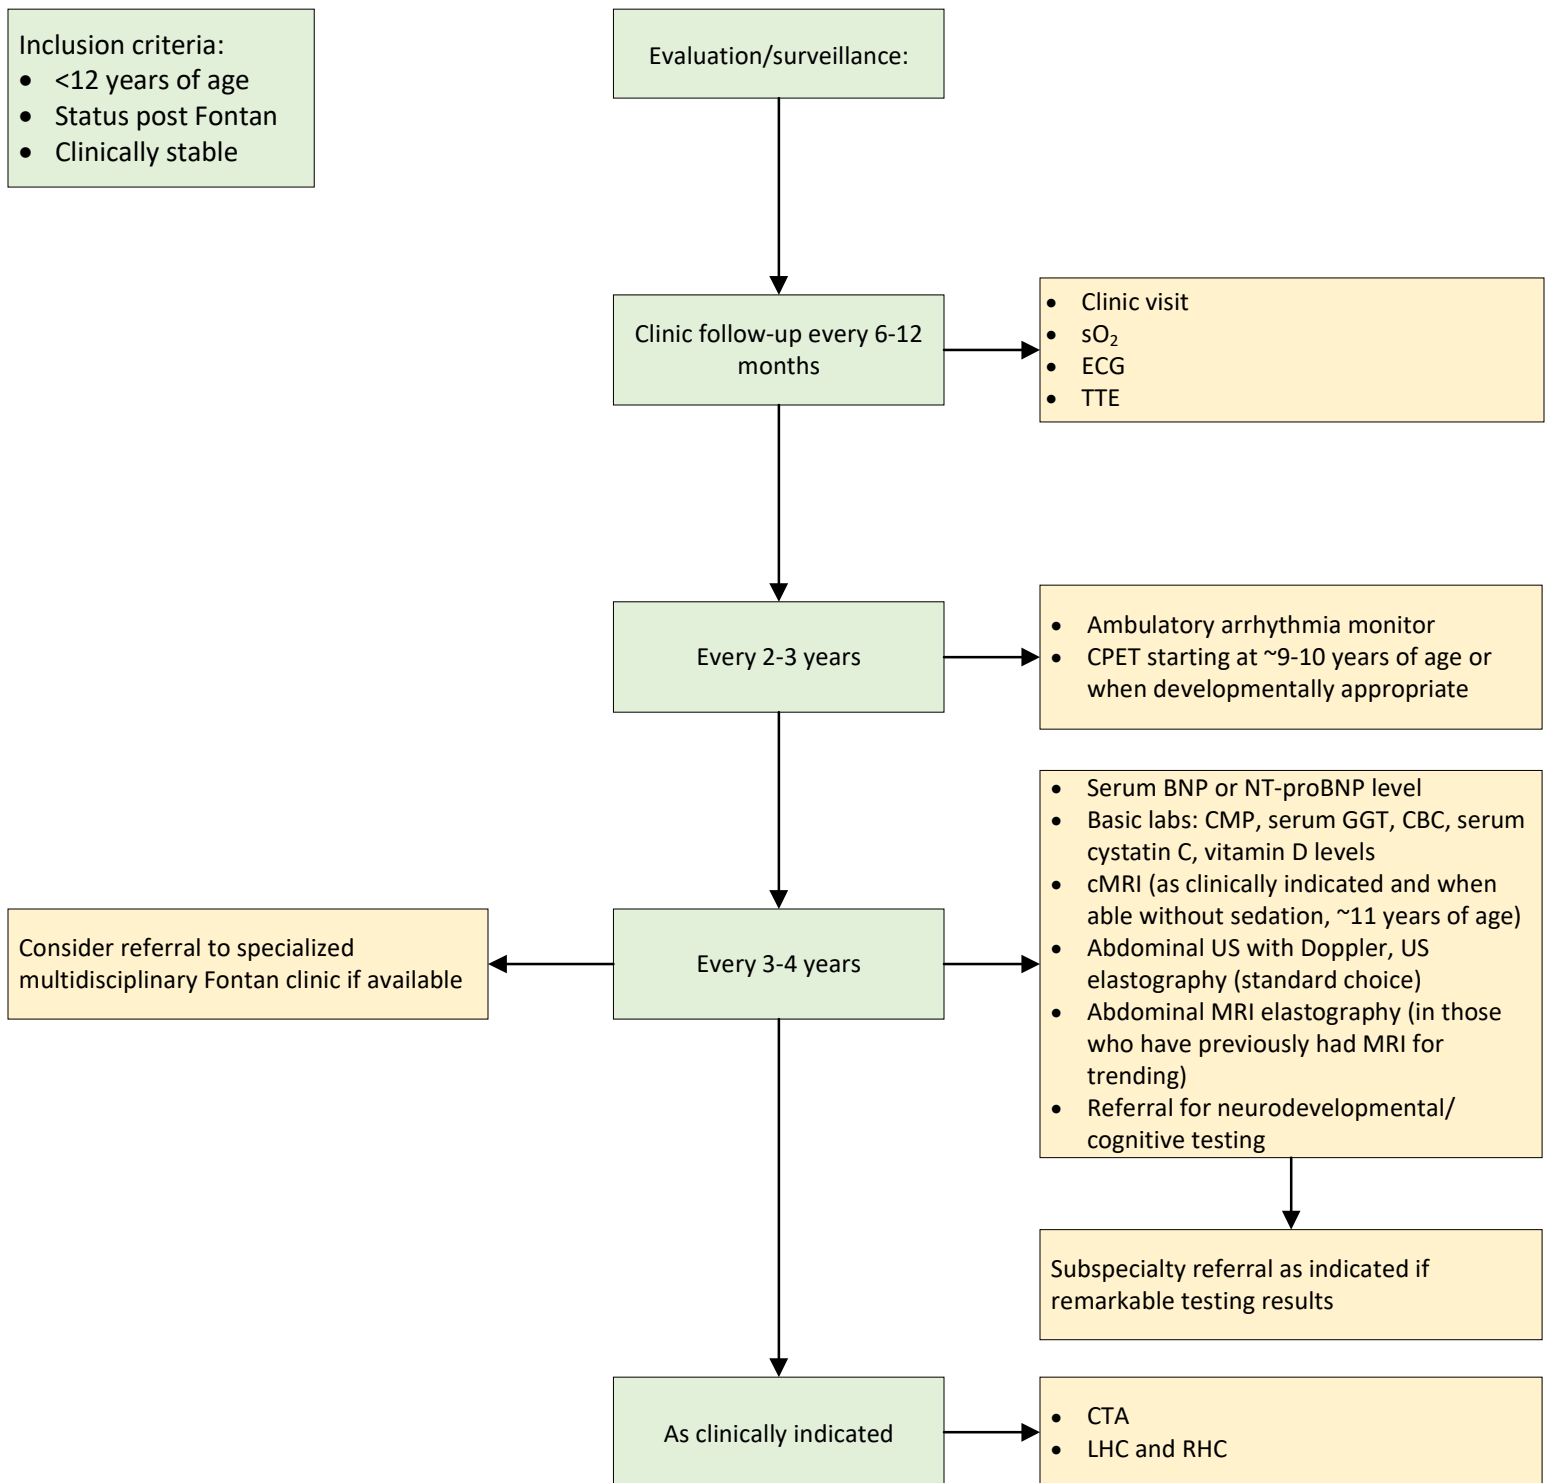 Inclusion criteria:
• <12 years of age
• Status post Fontan
• Clinically stable
Evaluation/surveillance:
Clinic follow-up every 6-12
months
• Clinic visit
• sO₂
• ECG
• TTE
Every 2-3 years
• Ambulatory arrhythmia monitor
• CPET starting at ~9-10 years of age or
when developmentally appropriate
Consider referral to specialized
multidisciplinary Fontan clinic if available
Every 3-4 years
• Serum BNP or NT-proBNP level
• Basic labs: CMP, serum GGT, CBC, serum
cystatin C, vitamin D levels
• cMRI (as clinically indicated and when
able without sedation, ~11 years of age)
• Abdominal US with Doppler, US
elastography (standard choice)
• Abdominal MRI elastography (in those
who have previously had MRI for
trending)
• Referral for neurodevelopmental/
cognitive testing
Subspecialty referral as indicated if
remarkable testing results
As clinically indicated
• CTA
• LHC and RHC